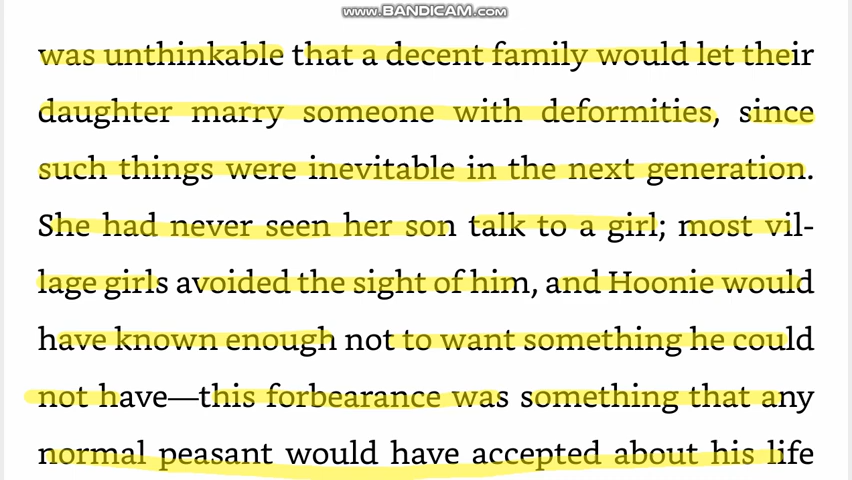 www.BANDICAM.com
was unthinkable that a decent family would let their
daughter marry someone with deformities, since
such things were inevitable in the next generation.
She had never seen her son talk to a girl; most vil-
lage girls avoided the sight of him, and Hoonie would
have known enough not to want something he could
not have—this forbearance was something that any
normal peasant would have accepted about his life